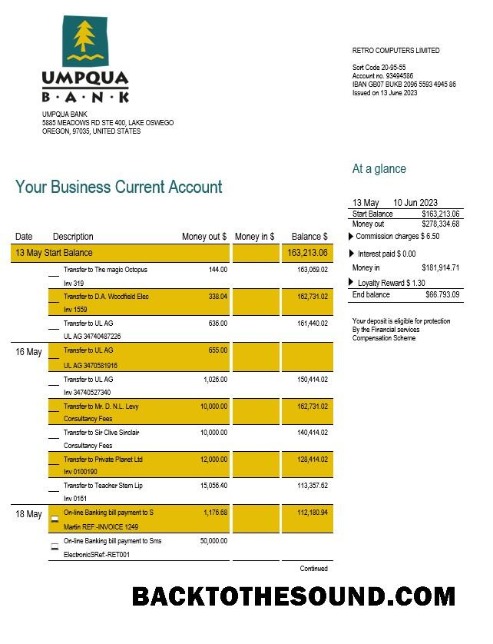 UMPQUA
B·A·N·K
UMPQUA BANK
5885 MEADOWS RD STE 400, LAKE OSWEGO
OREGON, 97035, UNITED STATES
RETRO COMPUTERS LIMITED
Sort Code 20-95-55
Account no. 93494586
IBAN GB07 BUKB 2096 5593 4945 86
Issued on 13 June 2023
At a glance
Your Business Current Account
13 May 10 Jun 2023
Start Balance $163,213.06
Money out $278,334.68
Commission charges $ 6.50
Interest paid $ 0.00
Money in $181,914.71
Loyalty Reward $ 1.30
End balance $66.793.09
Your deposit is eligible for protection
By the Financial services
Compensation Scheme
Date Description Money out $ Money in $ Balance $
13 May Start Balance 163,213.06
Transfer to The magic Octopus 144.00 163,069.02
Inv 319
Transfer to D.A. Woodfield Elec 338.04 162,731.02
Inv 1559
Transfer to UL AG 636.00 161,440.02
UL AG 34740487226
16 May Transfer to UL AG 655.00
UL AG 3470581916
Transfer to UL AG 1,026.00 150,414.02
Inv 34740527340
Transfer to Mr. D. N.L. Levy 10,000.00 162,731.02
Consultancy Fees
Transfer to Sir Clive Sinclair 10,000.00 140,414.02
Consultancy Fees
Transfer to Private Planet Ltd 12,000.00 128,414.02
Inv 0100190
Transfer to Teacher Stern Lip 15,056.40 113,357.62
Inv 0161
18 May On-line Banking bill payment to S 1,176.68 112,180.94
Martin REF:-INVOICE 1249
On-line Banking bill payment to Sms 50,000.00
ElectronicSRef:-RET001
Continued
BACKTOTHESOUND.COM